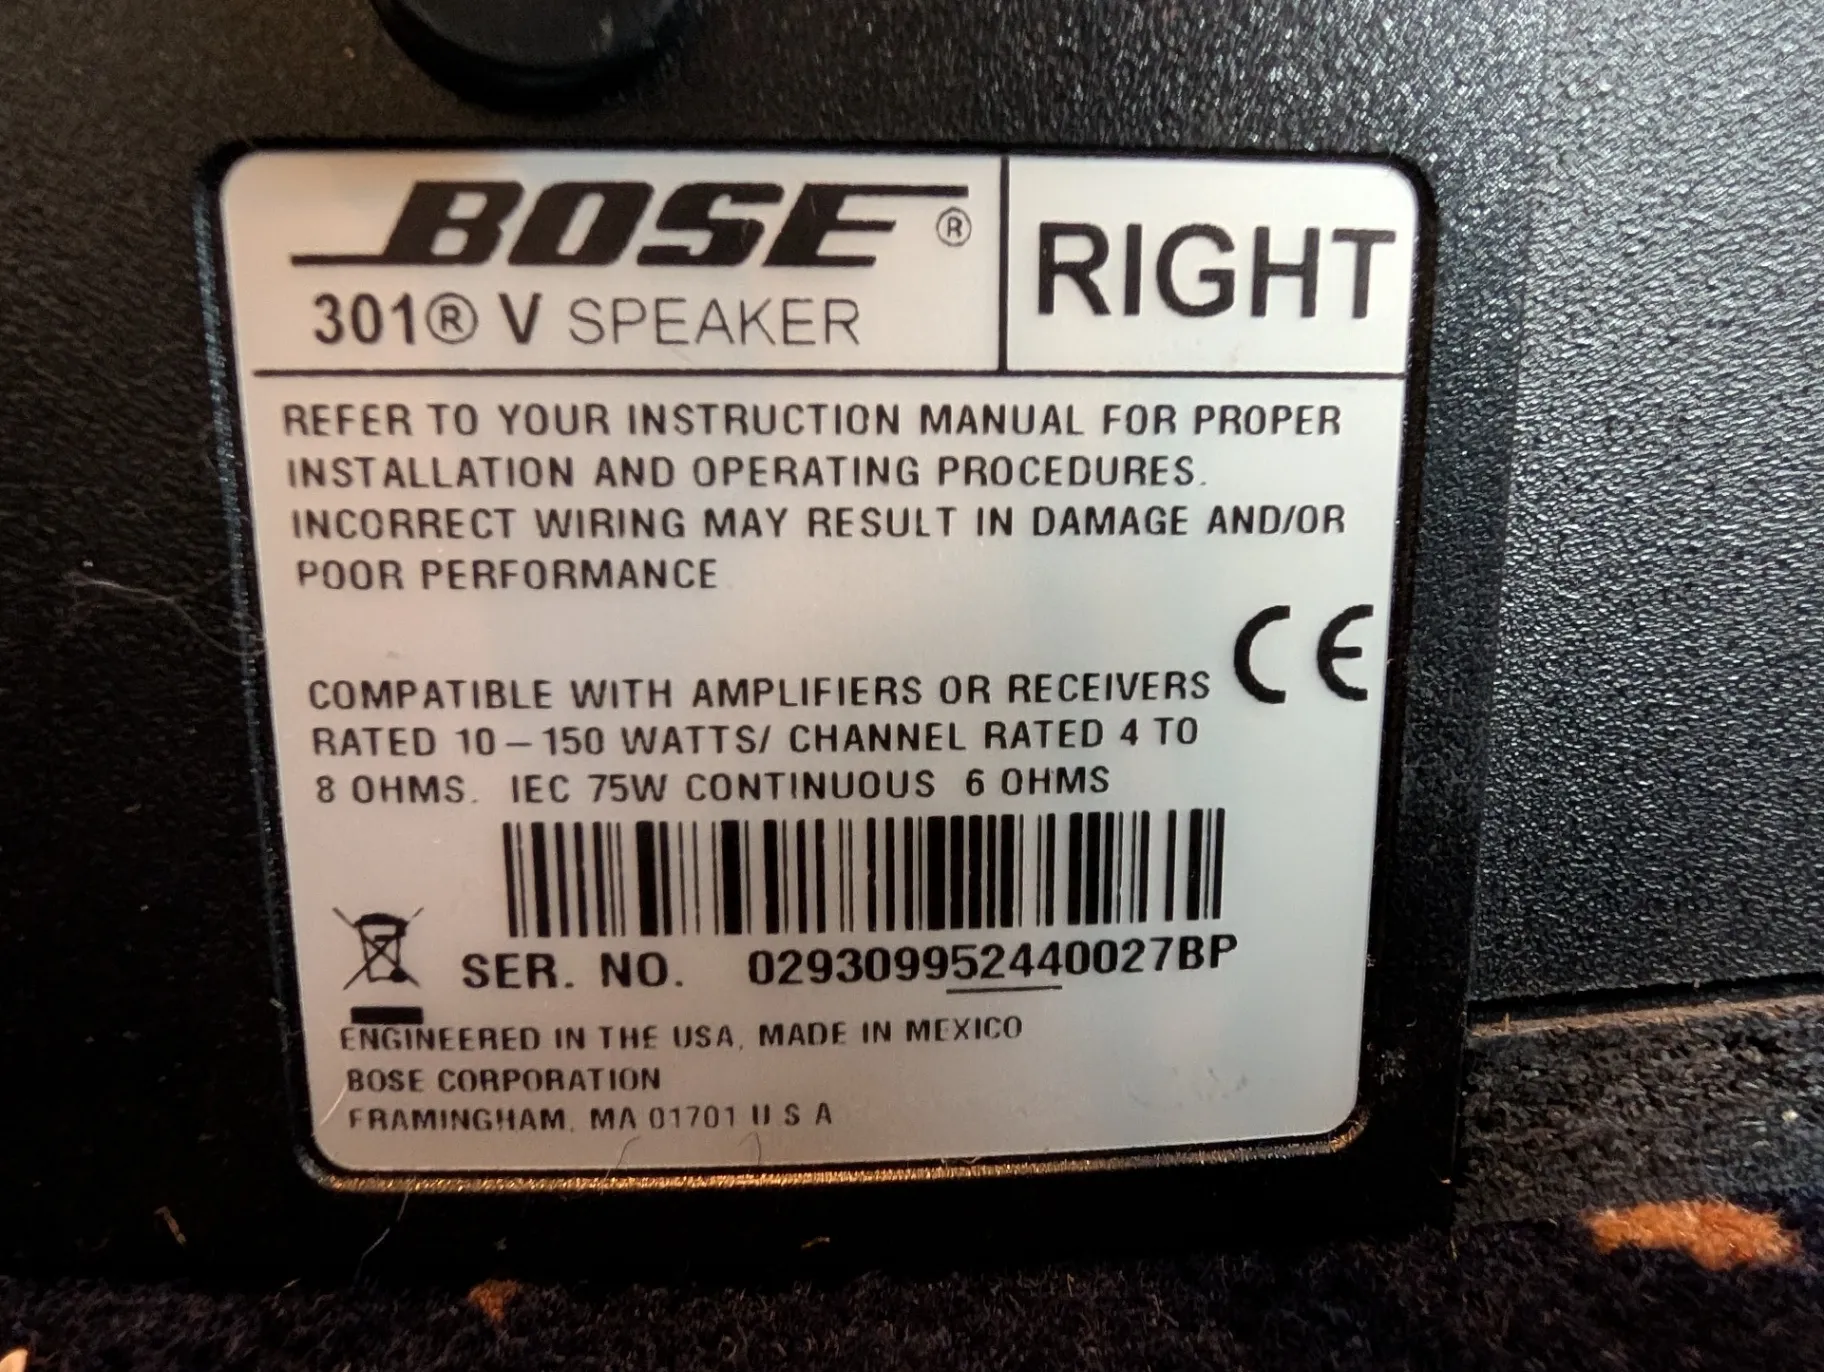 BOSE®
301® V SPEAKER
RIGHT
REFER TO YOUR INSTRUCTION MANUAL FOR PROPER
INSTALLATION AND OPERATING PROCEDURES.
INCORRECT WIRING MAY RESULT IN DAMAGE AND/OR
POOR PERFORMANCE
CE
COMPATIBLE WITH AMPLIFIERS OR RECEIVERS
RATED 10–150 WATTS/ CHANNEL RATED 4 TO
8 OHMS. IEC 75W CONTINUOUS 6 OHMS
SER. NO. 029309952440027BP
ENGINEERED IN THE USA, MADE IN MEXICO
BOSE CORPORATION
FRAMINGHAM, MA 01701 U S A